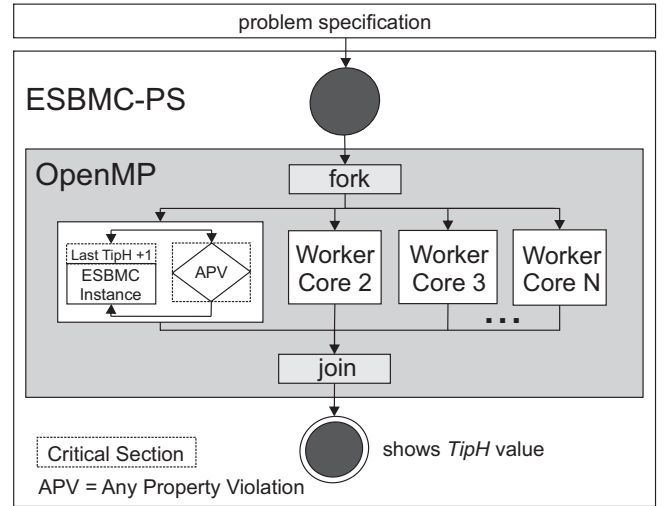 problem specification
ESBMC-PS
OpenMP
fork
Last TipH +1
ESBMC
Instance
APV
Worker
Core 2
Worker
Core 3
Worker
Core N
...
join
shows TipH value
Critical Section
APV = Any Property Violation